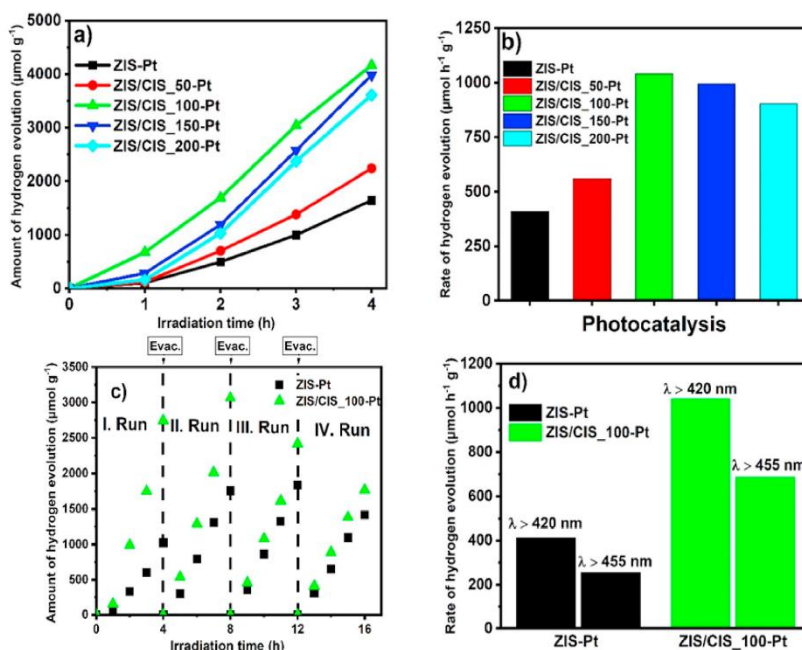 a)
ZIS-Pt
ZIS/CIS_50-Pt
ZIS/CIS_100-Pt
ZIS/CIS_150-Pt
ZIS/CIS_200-Pt
Amount of hydrogen evolution (μmol g⁻¹)
5000
4000
3000
2000
1000
0
0 1 2 3 4
Irradiation time (h)
b)
ZIS-Pt
ZIS/CIS_50-Pt
ZIS/CIS_100-Pt
ZIS/CIS_150-Pt
ZIS/CIS_200-Pt
Rate of hydrogen evolution (μmol h⁻¹ g⁻¹)
1250
1000
750
500
250
0
Photocatalysis
Evac. Evac. Evac.
c)
ZIS-Pt
ZIS/CIS_100-Pt
I. Run II. Run III. Run IV. Run
Amount of hydrogen evolution (μmol g⁻¹)
3500
3000
2500
2000
1500
1000
500
0
0 4 8 12 16
Irradiation time (h)
d)
ZIS-Pt
ZIS/CIS_100-Pt
λ > 420 nm
λ > 455 nm
λ > 420 nm
λ > 455 nm
Rate of hydrogen evolution (μmol h⁻¹ g⁻¹)
1200
1000
800
600
400
200
0
ZIS-Pt ZIS/CIS_100-Pt